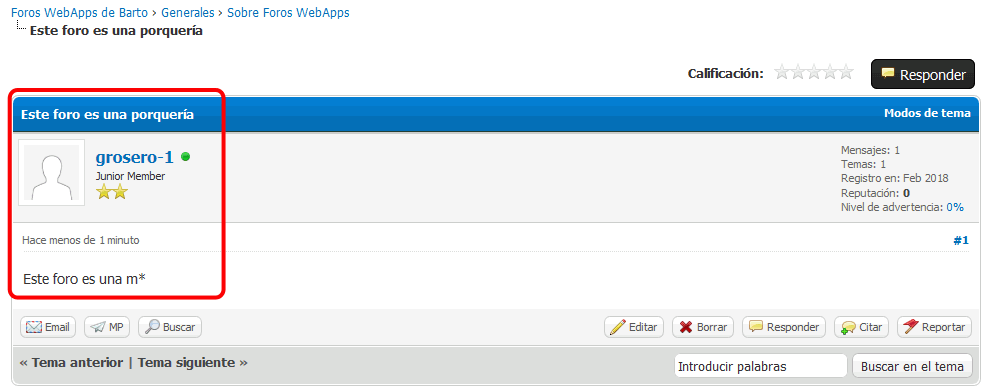 Foros WebApps de Barto › Generales › Sobre Foros WebApps
Este foro es una porquería
Calificación:
Responder
Este foro es una porquería
Modos de tema
grosero-1
Junior Member
Mensajes: 1
Temas: 1
Registro en: Feb 2018
Reputación: 0
Nivel de advertencia: 0%
Hace menos de 1 minuto
#1
Este foro es una m*
Email MP Buscar Editar Borrar Responder Citar Reportar
« Tema anterior | Tema siguiente »
Introducir palabras
Buscar en el tema